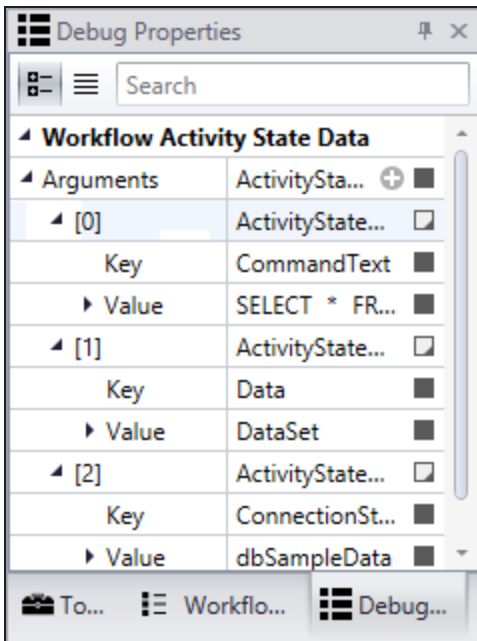 Debug Properties
Search
Workflow Activity State Data
Arguments ActivitySta...
[0] ActivityState...
Key CommandText
Value SELECT * FR...
[1] ActivityState...
Key Data
Value DataSet
[2] ActivityState...
Key ConnectionSt...
Value dbSampleData
To... Workflo... Debug...